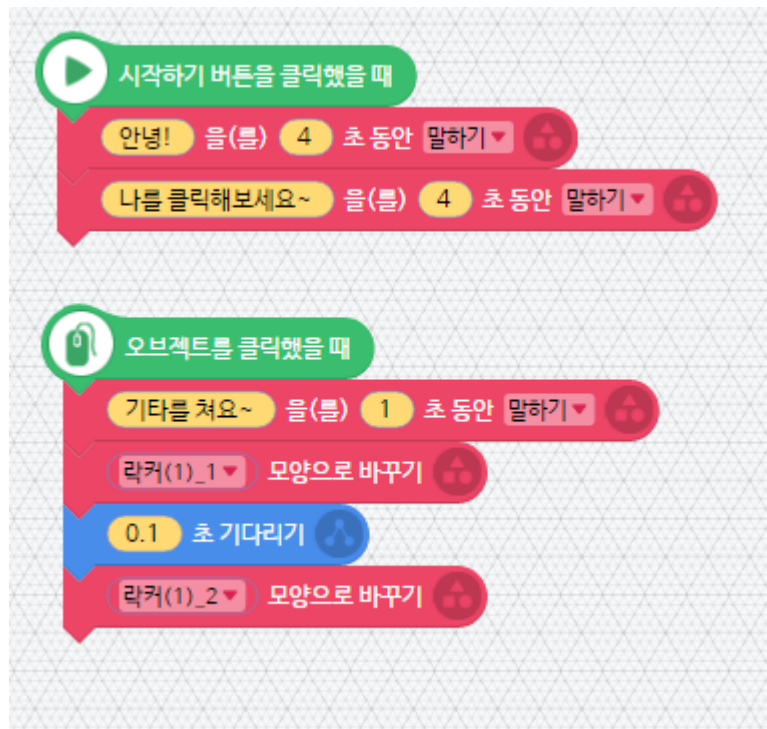 시작하기 버튼을 클릭했을 때
안녕! 을(를) 4 초 동안 말하기
나를 클릭해보세요~ 을(를) 4 초 동안 말하기
오브젝트를 클릭했을 때
기타를 쳐요~ 을(를) 1 초 동안 말하기
락커(1)_1 모양으로 바꾸기
0.1 초 기다리기
락커(1)_2 모양으로 바꾸기